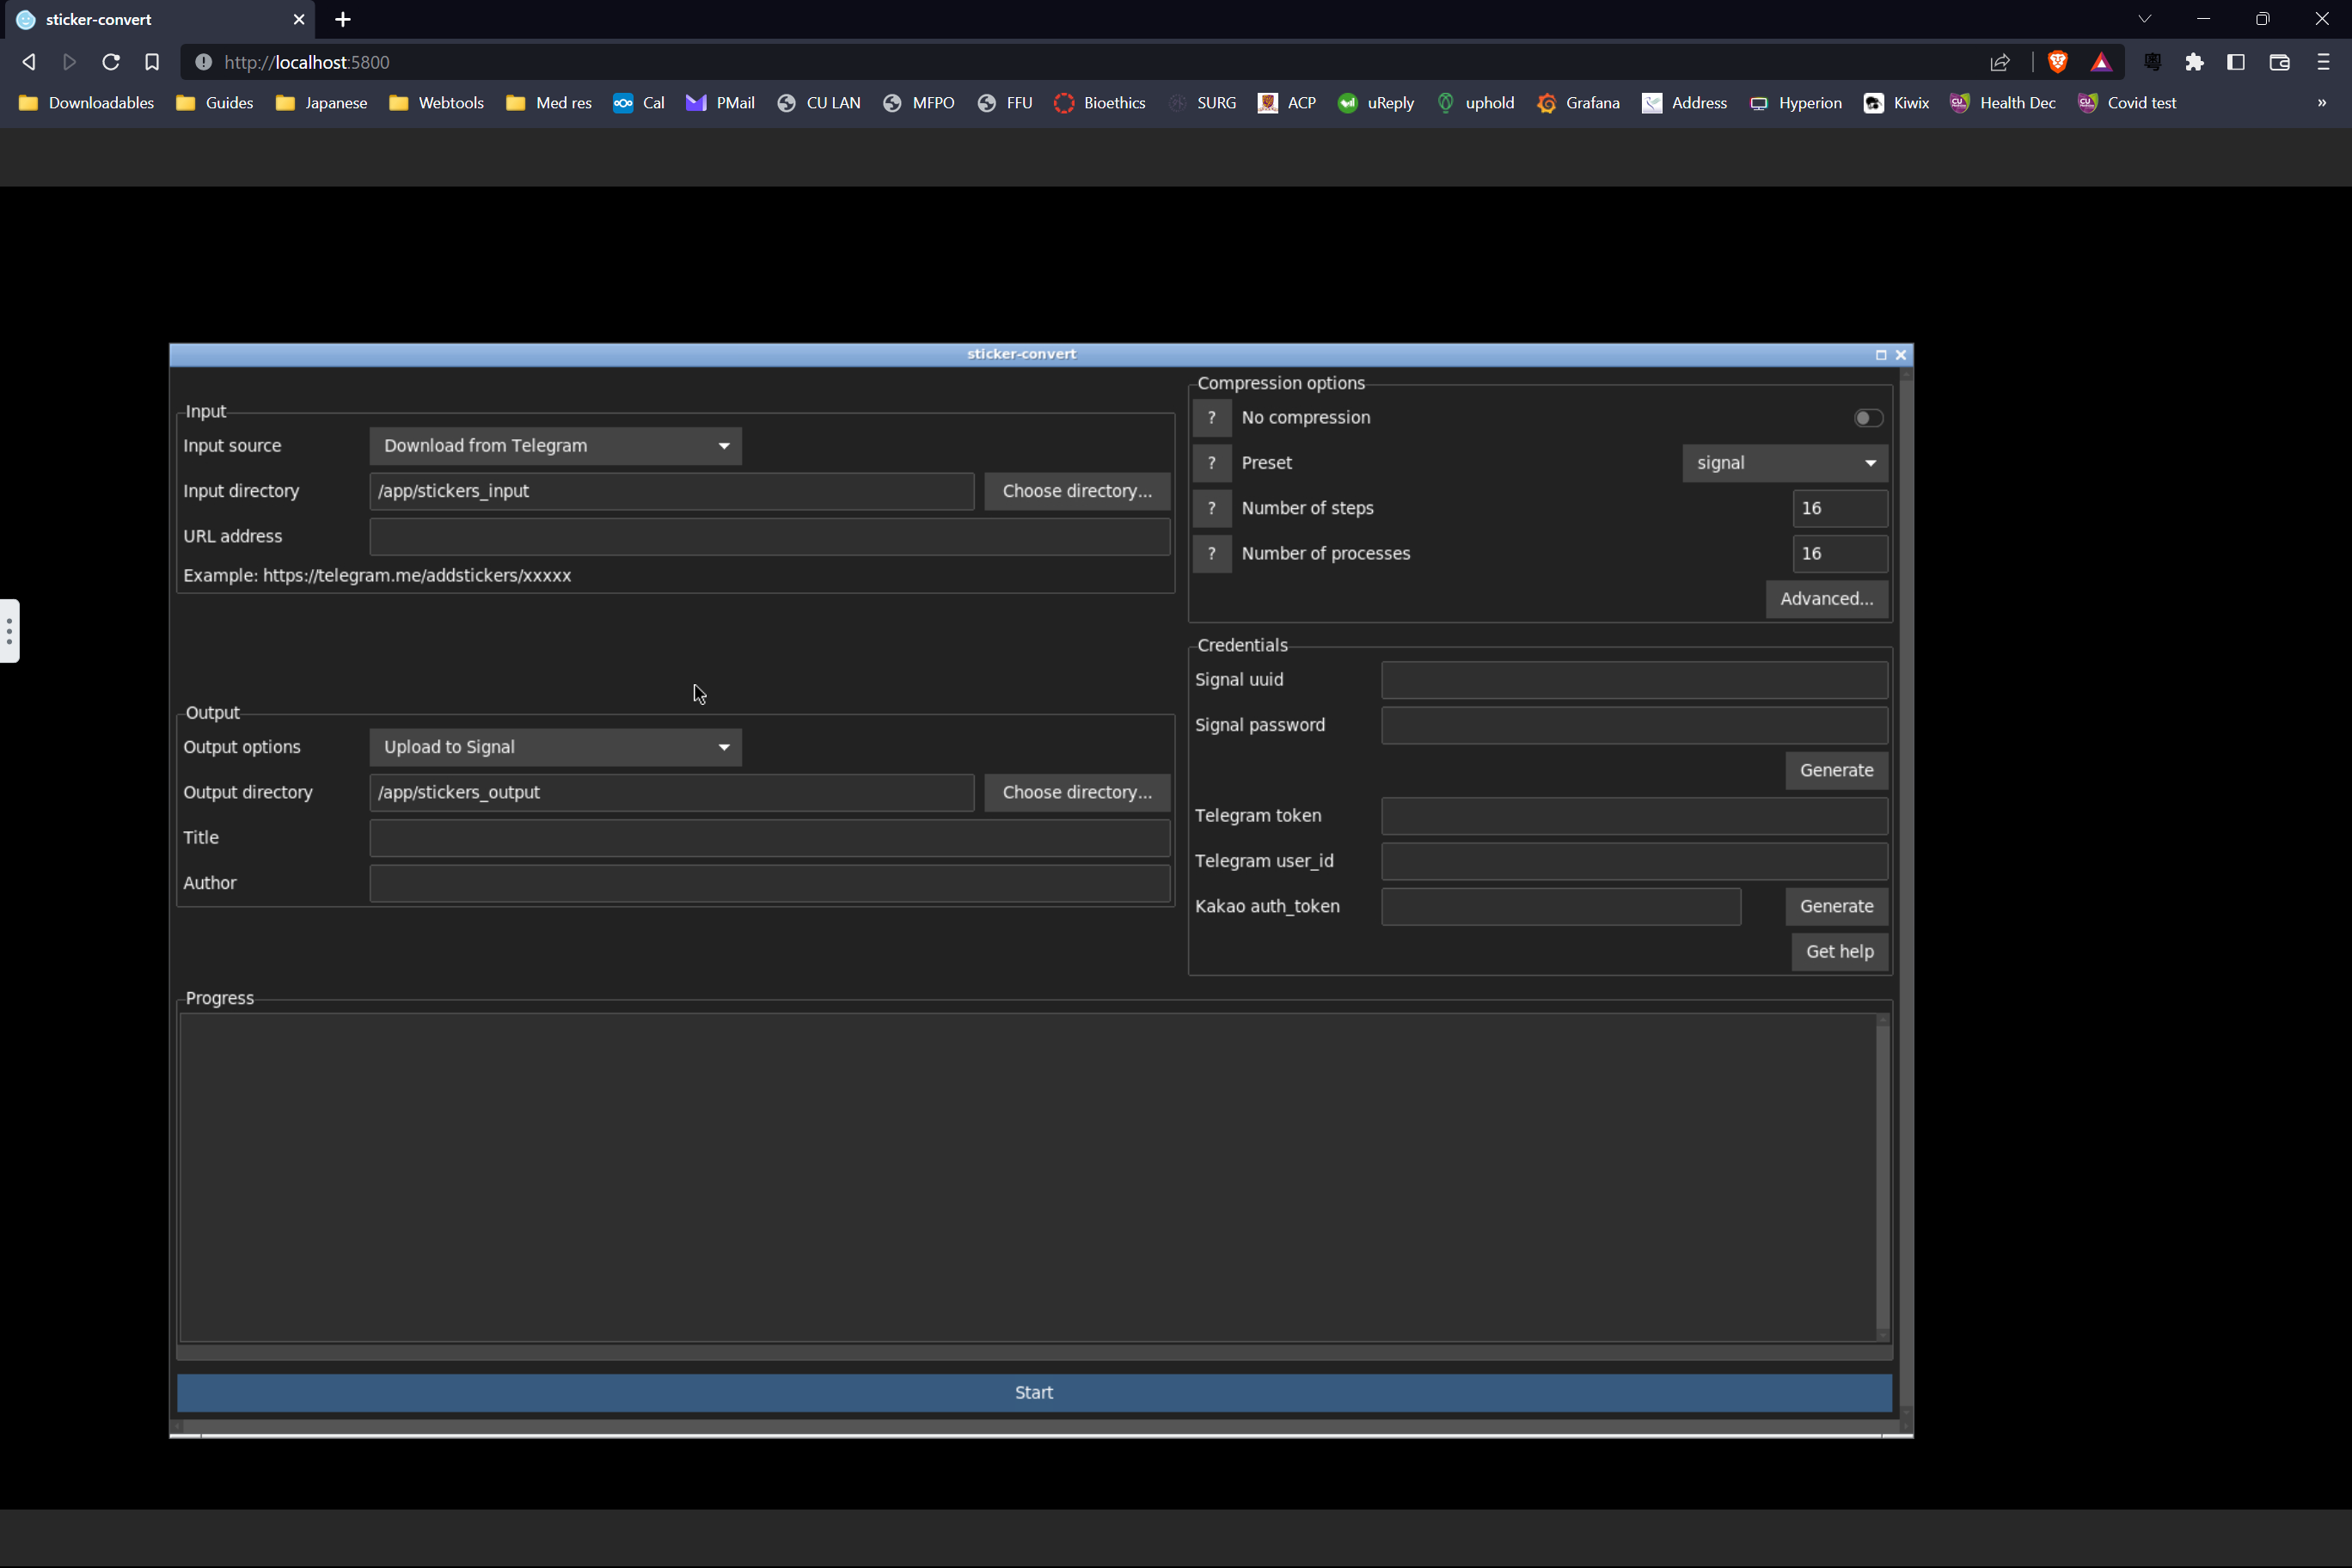 sticker-convert
http://localhost:5800
Downloadables Guides Japanese Webtools Med res Cal PMail CU LAN MFPO FFU Bioethics SURG ACP uReply uphold Grafana Address Hyperion Kiwix Health Dec Covid test »
sticker-convert
Input
Input source Download from Telegram
Input directory /app/stickers_input Choose directory...
URL address
Example: https://telegram.me/addstickers/xxxxx
Output
Output options Upload to Signal
Output directory /app/stickers_output Choose directory...
Title
Author
Compression options
? No compression
? Preset signal
? Number of steps 16
? Number of processes 16
Advanced...
Credentials
Signal uuid
Signal password
Generate
Telegram token
Telegram user_id
Kakao auth_token Generate
Get help
Progress
Start